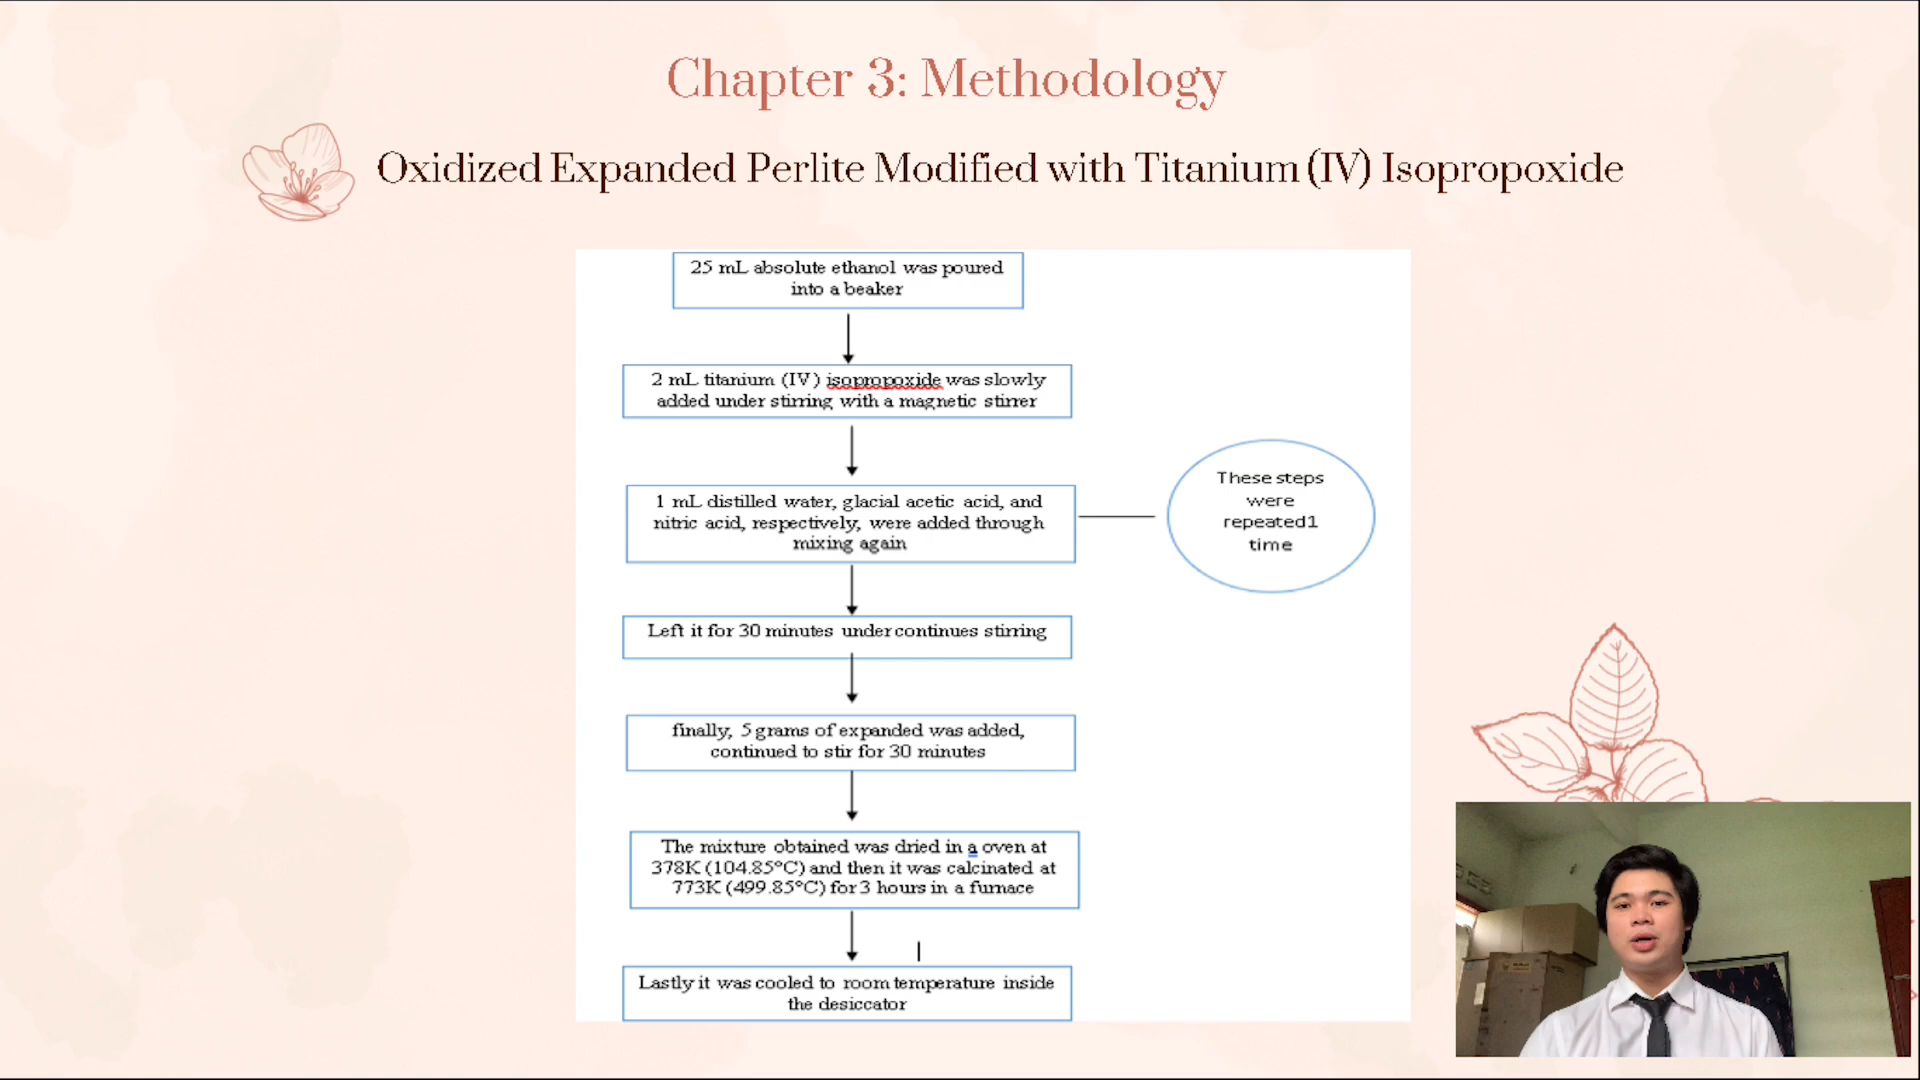 Chapter 3: Methodology
Oxidized Expanded Perlite Modified with Titanium (IV) Isopropoxide
25 mL absolute ethanol was poured
into a beaker
2 mL titanium (IV) isopropoxide was slowly
added under stirring with a magnetic stirrer
1 mL distilled water, glacial acetic acid, and
nitric acid, respectively, were added through
mixing again
These steps
were
repeated1
time
Left it for 30 minutes under continues stirring
finally, 5 grams of expanded was added,
continued to stir for 30 minutes
The mixture obtained was dried in a oven at
378K (104.85°C) and then it was calcinated at
773K (499.85°C) for 3 hours in a furnace
Lastly it was cooled to room temperature inside
the desiccator